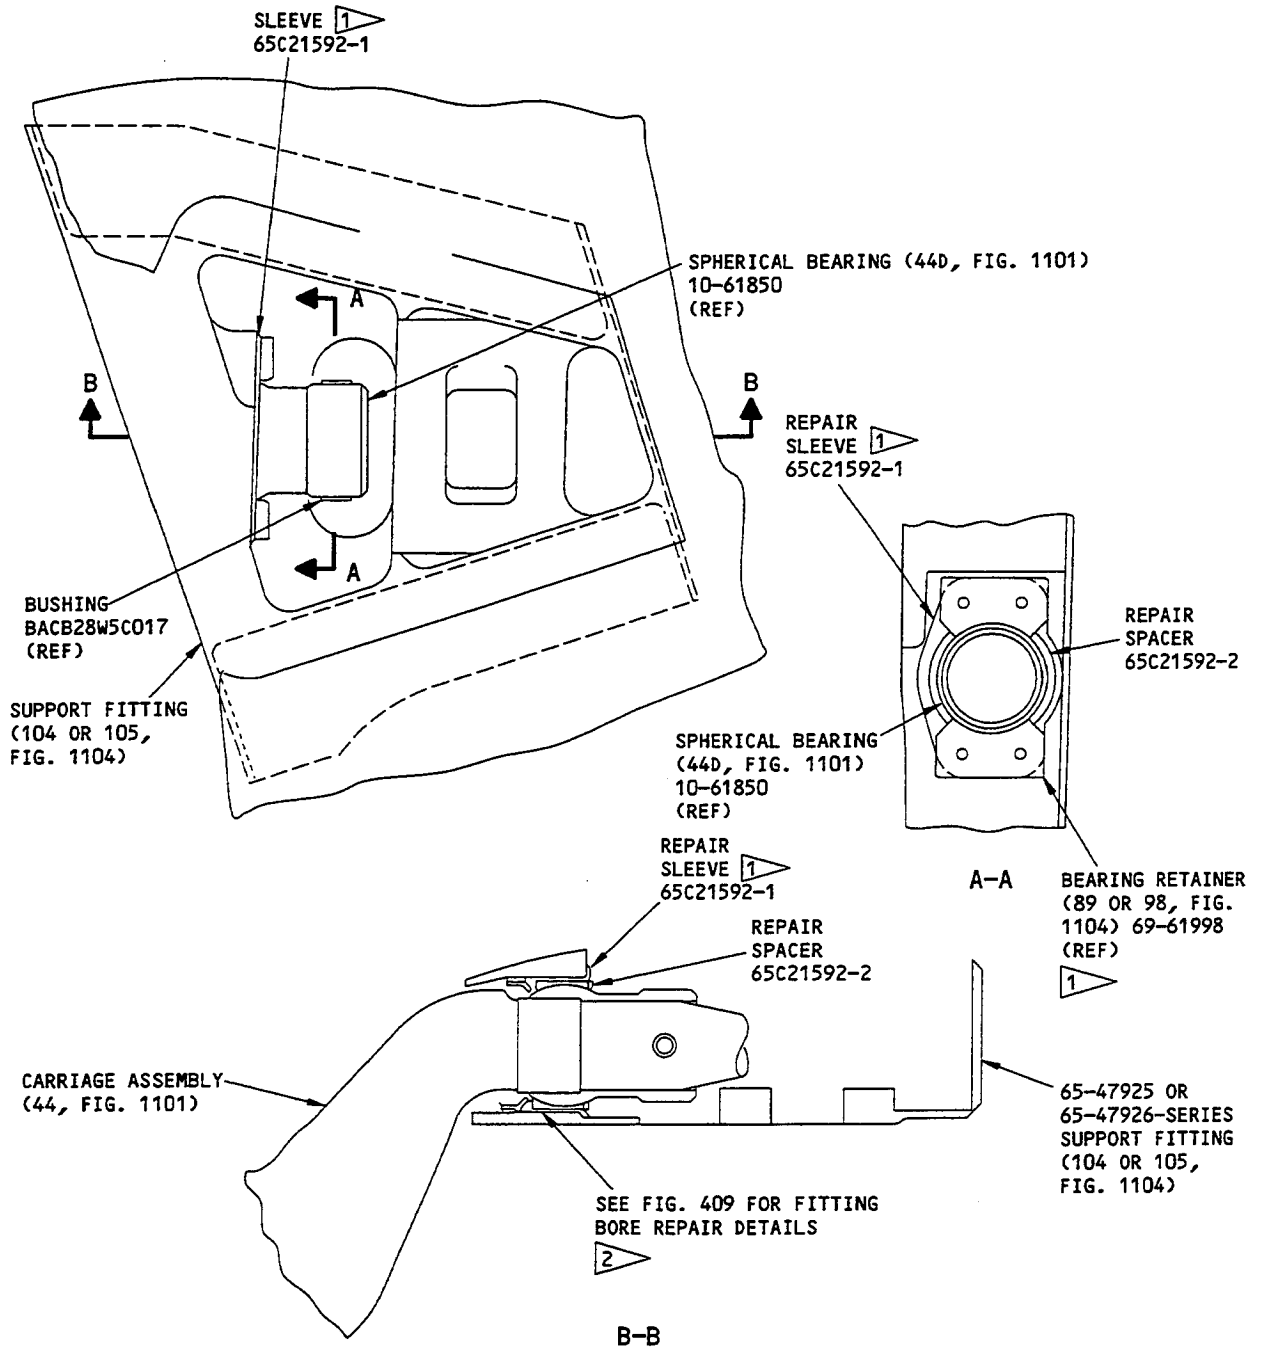 SLEEVE 1
65C21592-1
SPHERICAL BEARING (44D, FIG. 1101)
10-61850
(REF)
A
B
B
A
BUSHING
BACB28W5C017
(REF)
SUPPORT FITTING
(104 OR 105,
FIG. 1104)
REPAIR
SLEEVE 1
65C21592-1
REPAIR
SPACER
65C21592-2
SPHERICAL BEARING
(44D, FIG. 1101)
10-61850
(REF)
A-A
BEARING RETAINER
(89 OR 98, FIG.
1104) 69-61998
(REF)
1
REPAIR
SLEEVE 1
65C21592-1
REPAIR
SPACER
65C21592-2
CARRIAGE ASSEMBLY
(44, FIG. 1101)
65-47925 OR
65-47926-SERIES
SUPPORT FITTING
(104 OR 105,
FIG. 1104)
SEE FIG. 409 FOR FITTING
BORE REPAIR DETAILS
2
B-B